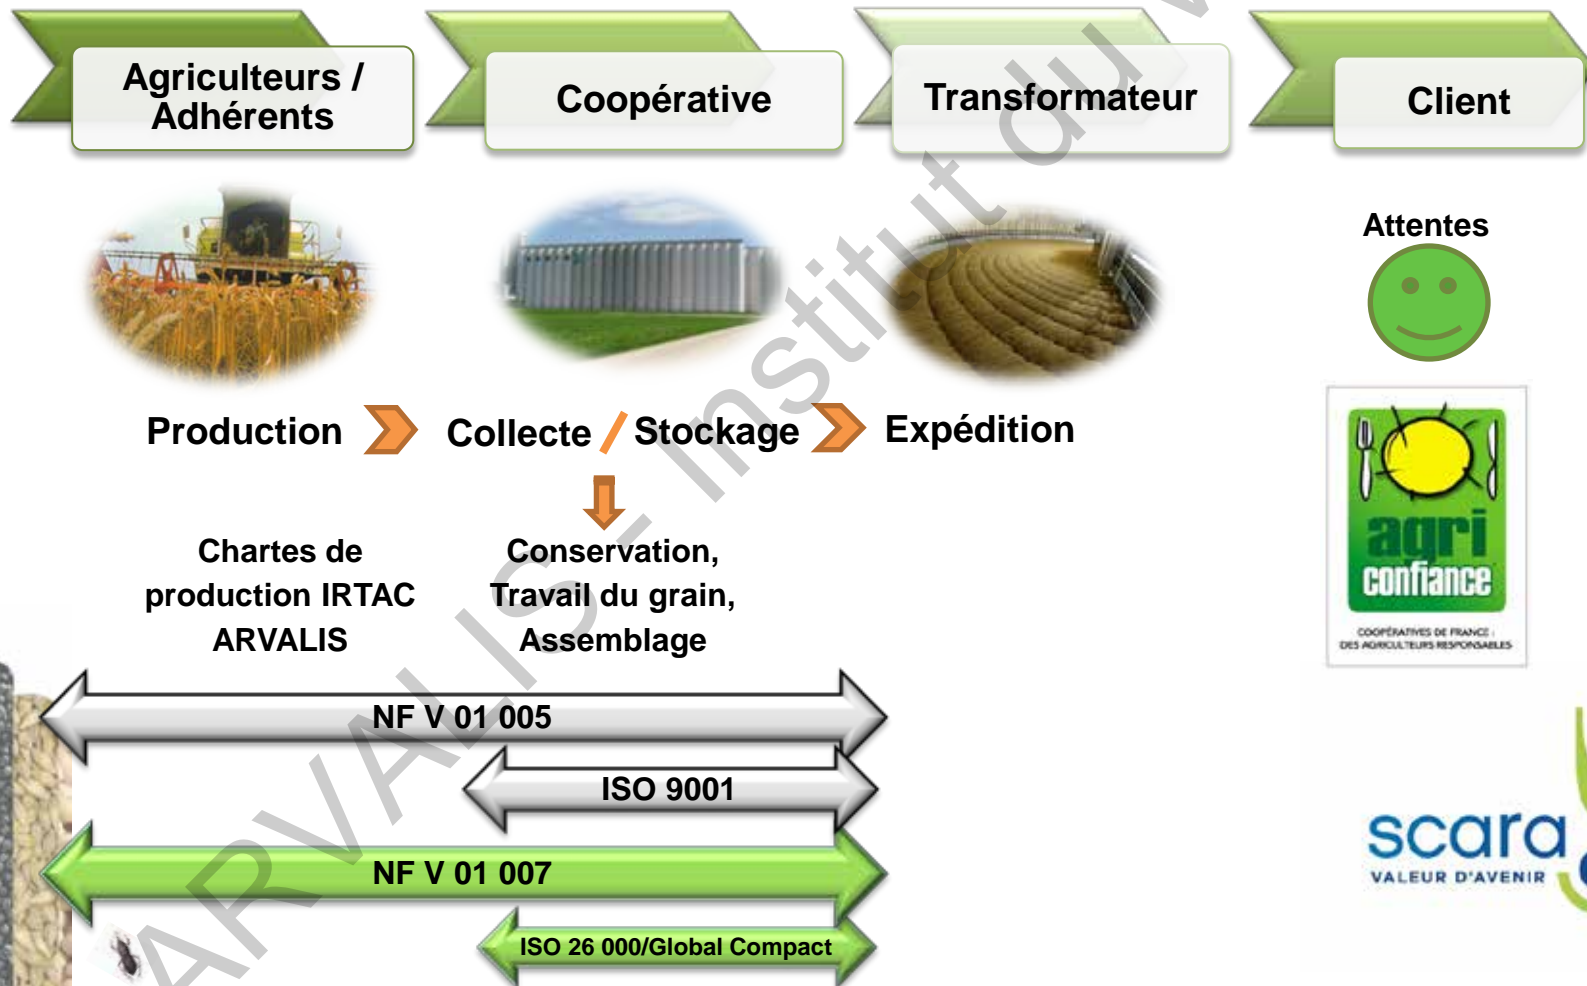 Agriculteurs /
Adhérents
Coopérative
Transformateur
Client
Attentes
Production
Collecte / Stockage
Expédition
Chartes de
production IRTAC
ARVALIS
Conservation,
Travail du grain,
Assemblage
agri
confiance
COOPÉRATIVES DE FRANCE :
DES AGRICULTEURS RESPONSABLES
NF V 01 005
ISO 9001
NF V 01 007
ISO 26 000/Global Compact
scara
VALEUR D'AVENIR
ARVALIS - Institut du v